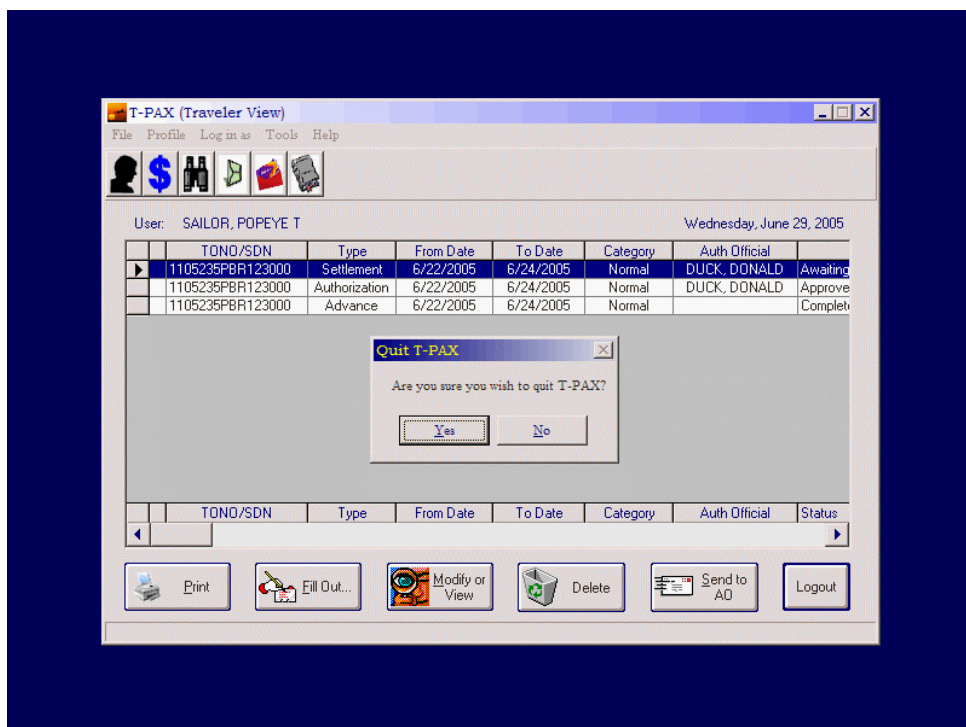 T-PAX (Traveler View)
File Profile Log in as Tools Help
User: SAILOR, POPEYE T Wednesday, June 29, 2005
TONO/SDN Type From Date To Date Category Auth Official
1105235PBR123000 Settlement 6/22/2005 6/24/2005 Normal DUCK, DONALD Awaiting
1105235PBR123000 Authorization 6/22/2005 6/24/2005 Normal DUCK, DONALD Approve
1105235PBR123000 Advance 6/22/2005 6/24/2005 Normal Complet
Quit T-PAX
Are you sure you wish to quit T-PAX?
Yes No
TONO/SDN Type From Date To Date Category Auth Official Status
Print Fill Out... Modify or View Delete Send to AO Logout